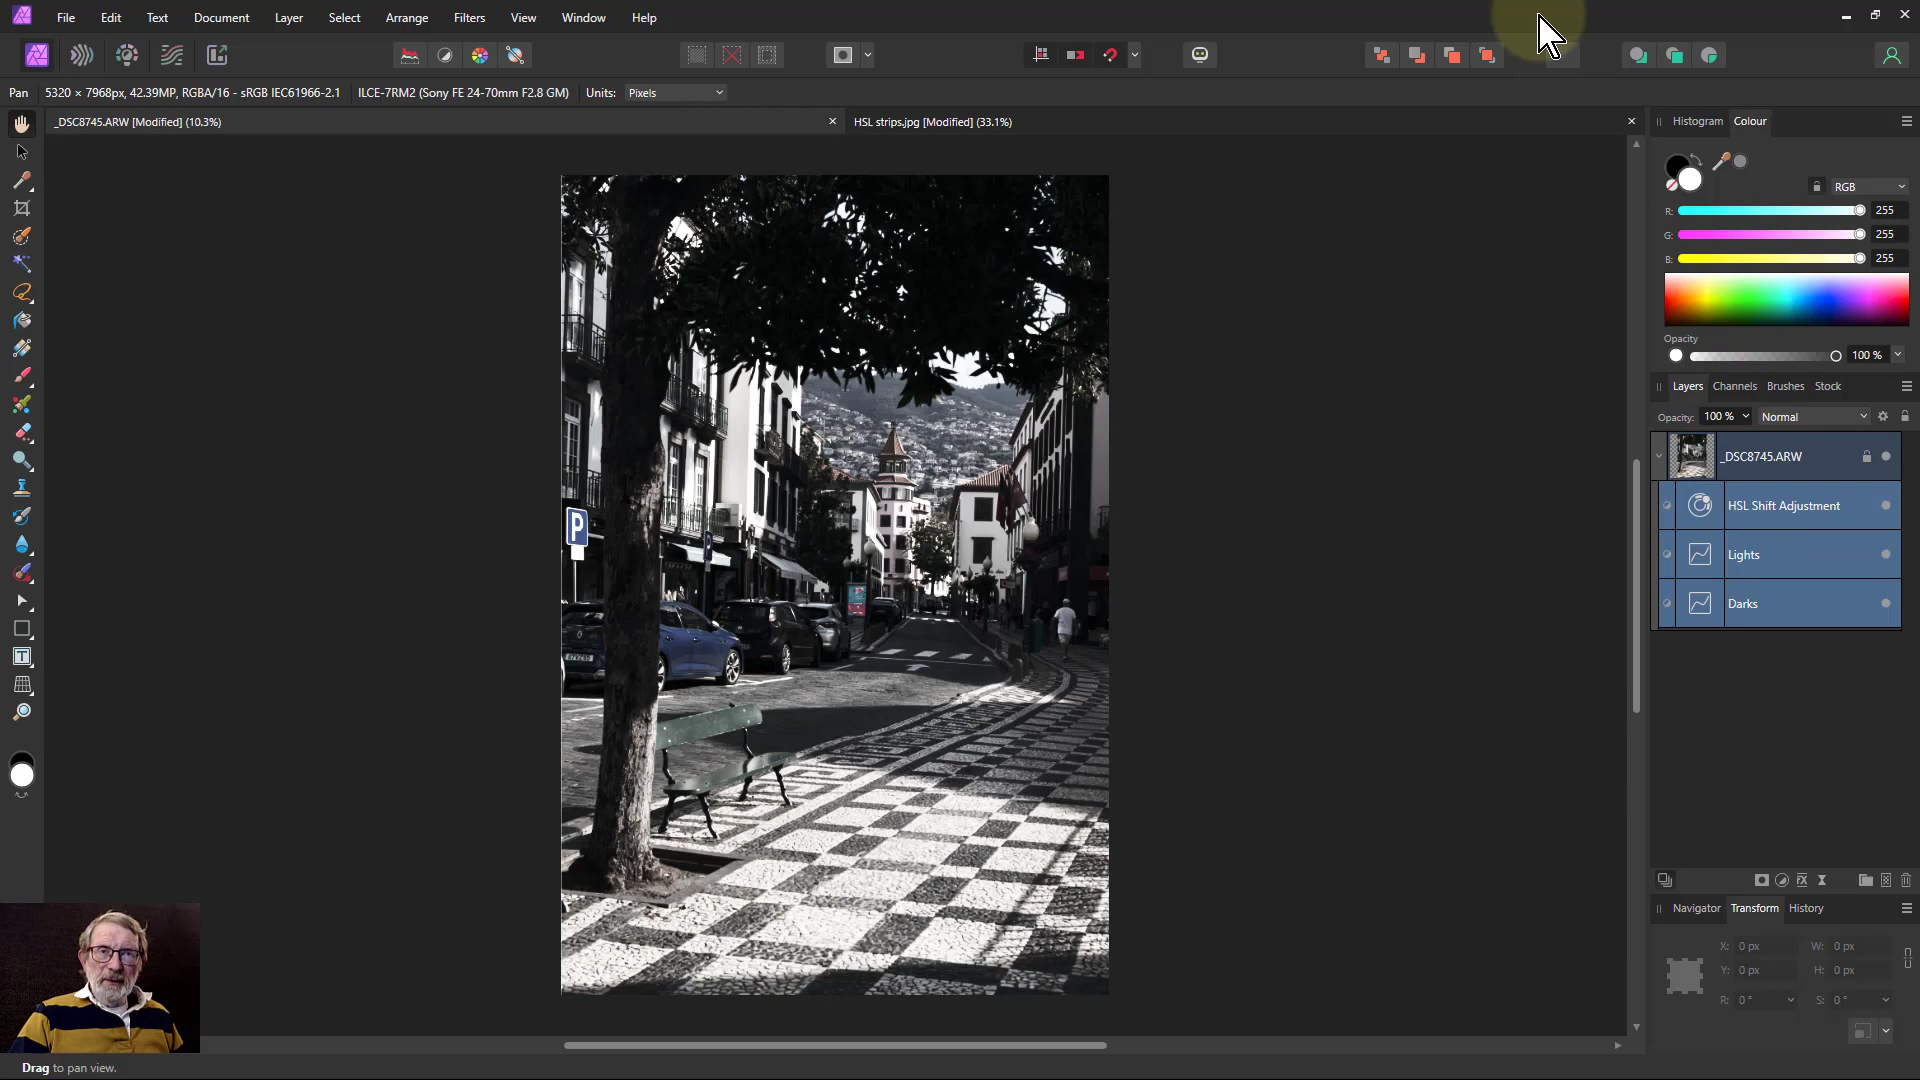 File Edit Text Document Layer Select Arrange Filters View Window Help
Pan 5320 × 7968px, 42.39MP, RGBA/16 - sRGB IEC61966-2.1 ILCE-7RM2 (Sony FE 24-70mm F2.8 GM) Units: Pixels
_DSC8745.ARW [Modified] (10.3%) HSL strips.jpg [Modified] (33.1%)
Histogram Colour
RGB
R: 255
G: 255
B: 255
Opacity
100 %
Layers Channels Brushes Stock
Opacity: 100 % Normal
_DSC8745.ARW
HSL Shift Adjustment
Lights
Darks
P
Navigator Transform History
X: 0 px W: 0 px
Y: 0 px H: 0 px
R: 0 ° S: 0 °
Drag to pan view.